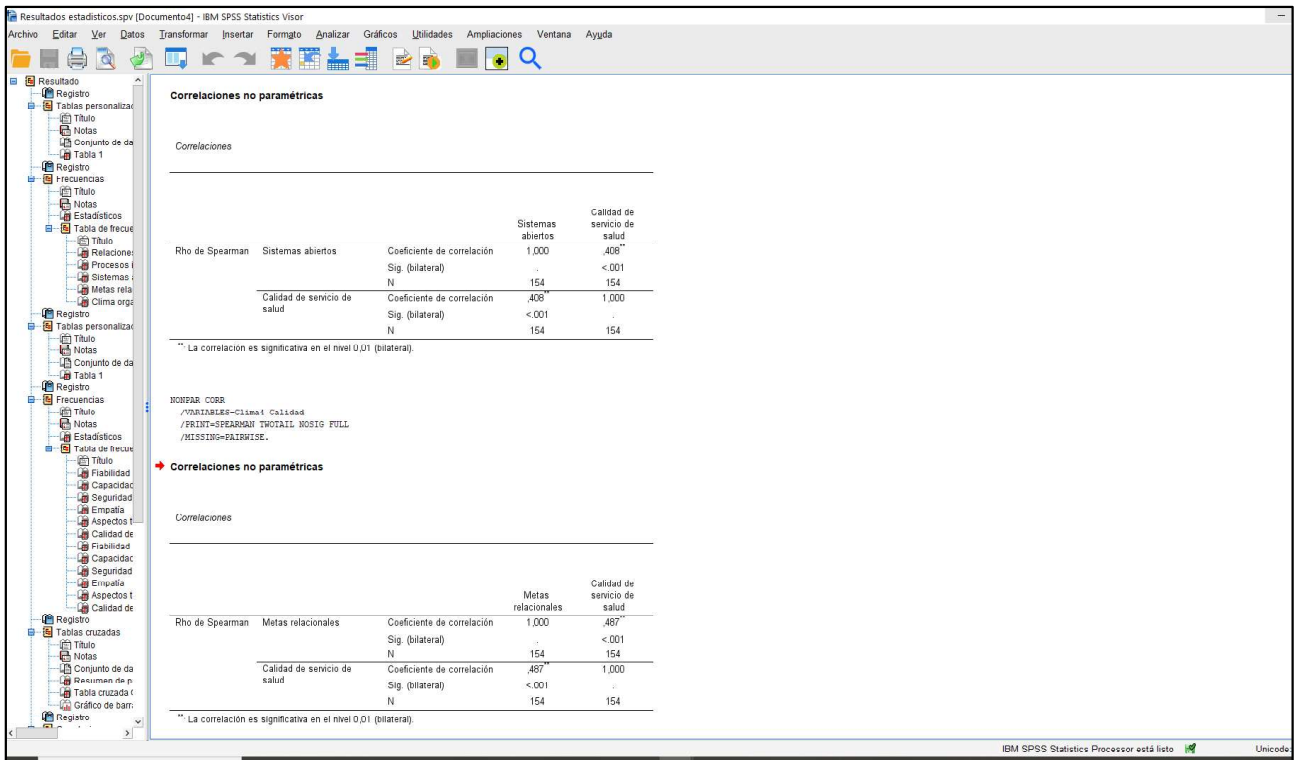 Resultados estadisticos.spv [Documento4] - IBM SPSS Statistics Visor
Archivo Editar Ver Datos Transformar Insertar Formato Analizar Gráficos Utilidades Ampliaciones Ventana Ayuda
Resultado
Registro
Tablas personalizad
Título
Notas
Conjunto de da
Tabla 1
Registro
Frecuencias
Título
Notas
Estadísticos
Tabla de frecue
Título
Relaciones
Procesos i
Sistemas a
Metas rela
Clima orga
Registro
Tablas personalizad
Título
Notas
Conjunto de da
Tabla 1
Registro
Frecuencias
Título
Notas
Estadísticos
Tabla de frecue
Título
Fiabilidad
Capacidac
Seguridad
Empatía
Aspectos t
Calidad de
Fiabilidad
Capacidac
Seguridad
Empatía
Aspectos t
Calidad de
Registro
Tablas cruzadas
Título
Notas
Conjunto de da
Resumen de p
Tabla cruzada
Gráfico de barr
Registro
Correlaciones no paramétricas
Correlaciones
Sistemas abiertos
Calidad de servicio de salud
Rho de Spearman Sistemas abiertos Coeficiente de correlación 1,000 ,408**
Sig. (bilateral) . <.001
N 154 154
Calidad de servicio de salud Coeficiente de correlación ,408** 1,000
Sig. (bilateral) <.001 .
N 154 154
**. La correlación es significativa en el nivel 0,01 (bilateral).
NONPAR CORR
/VARIABLES=Clima4 Calidad
/PRINT=SPEARMAN TWOTAIL NOSIG FULL
/MISSING=PAIRWISE.
Correlaciones no paramétricas
Correlaciones
Metas relacionales
Calidad de servicio de salud
Rho de Spearman Metas relacionales Coeficiente de correlación 1,000 ,487**
Sig. (bilateral) . <.001
N 154 154
Calidad de servicio de salud Coeficiente de correlación ,487** 1,000
Sig. (bilateral) <.001 .
N 154 154
**. La correlación es significativa en el nivel 0,01 (bilateral).
IBM SPSS Statistics Processor está listo Unicode: